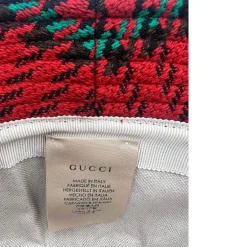 GUCCI
MADE IN ITALY
FABRIQUÉ EN ITALIE
HERGESTELLT IN ITALIEN
HECHO EN ITALIA
FABRICADO EM ITÁLIA